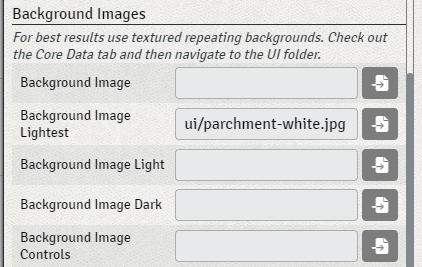 Background Images
For best results use textured repeating backgrounds. Check out
the Core Data tab and then navigate to the UI folder.
Background Image
Background Image
Lightest
ui/parchment-white.jpg
Background Image Light
Background Image Dark
Background Image
Controls